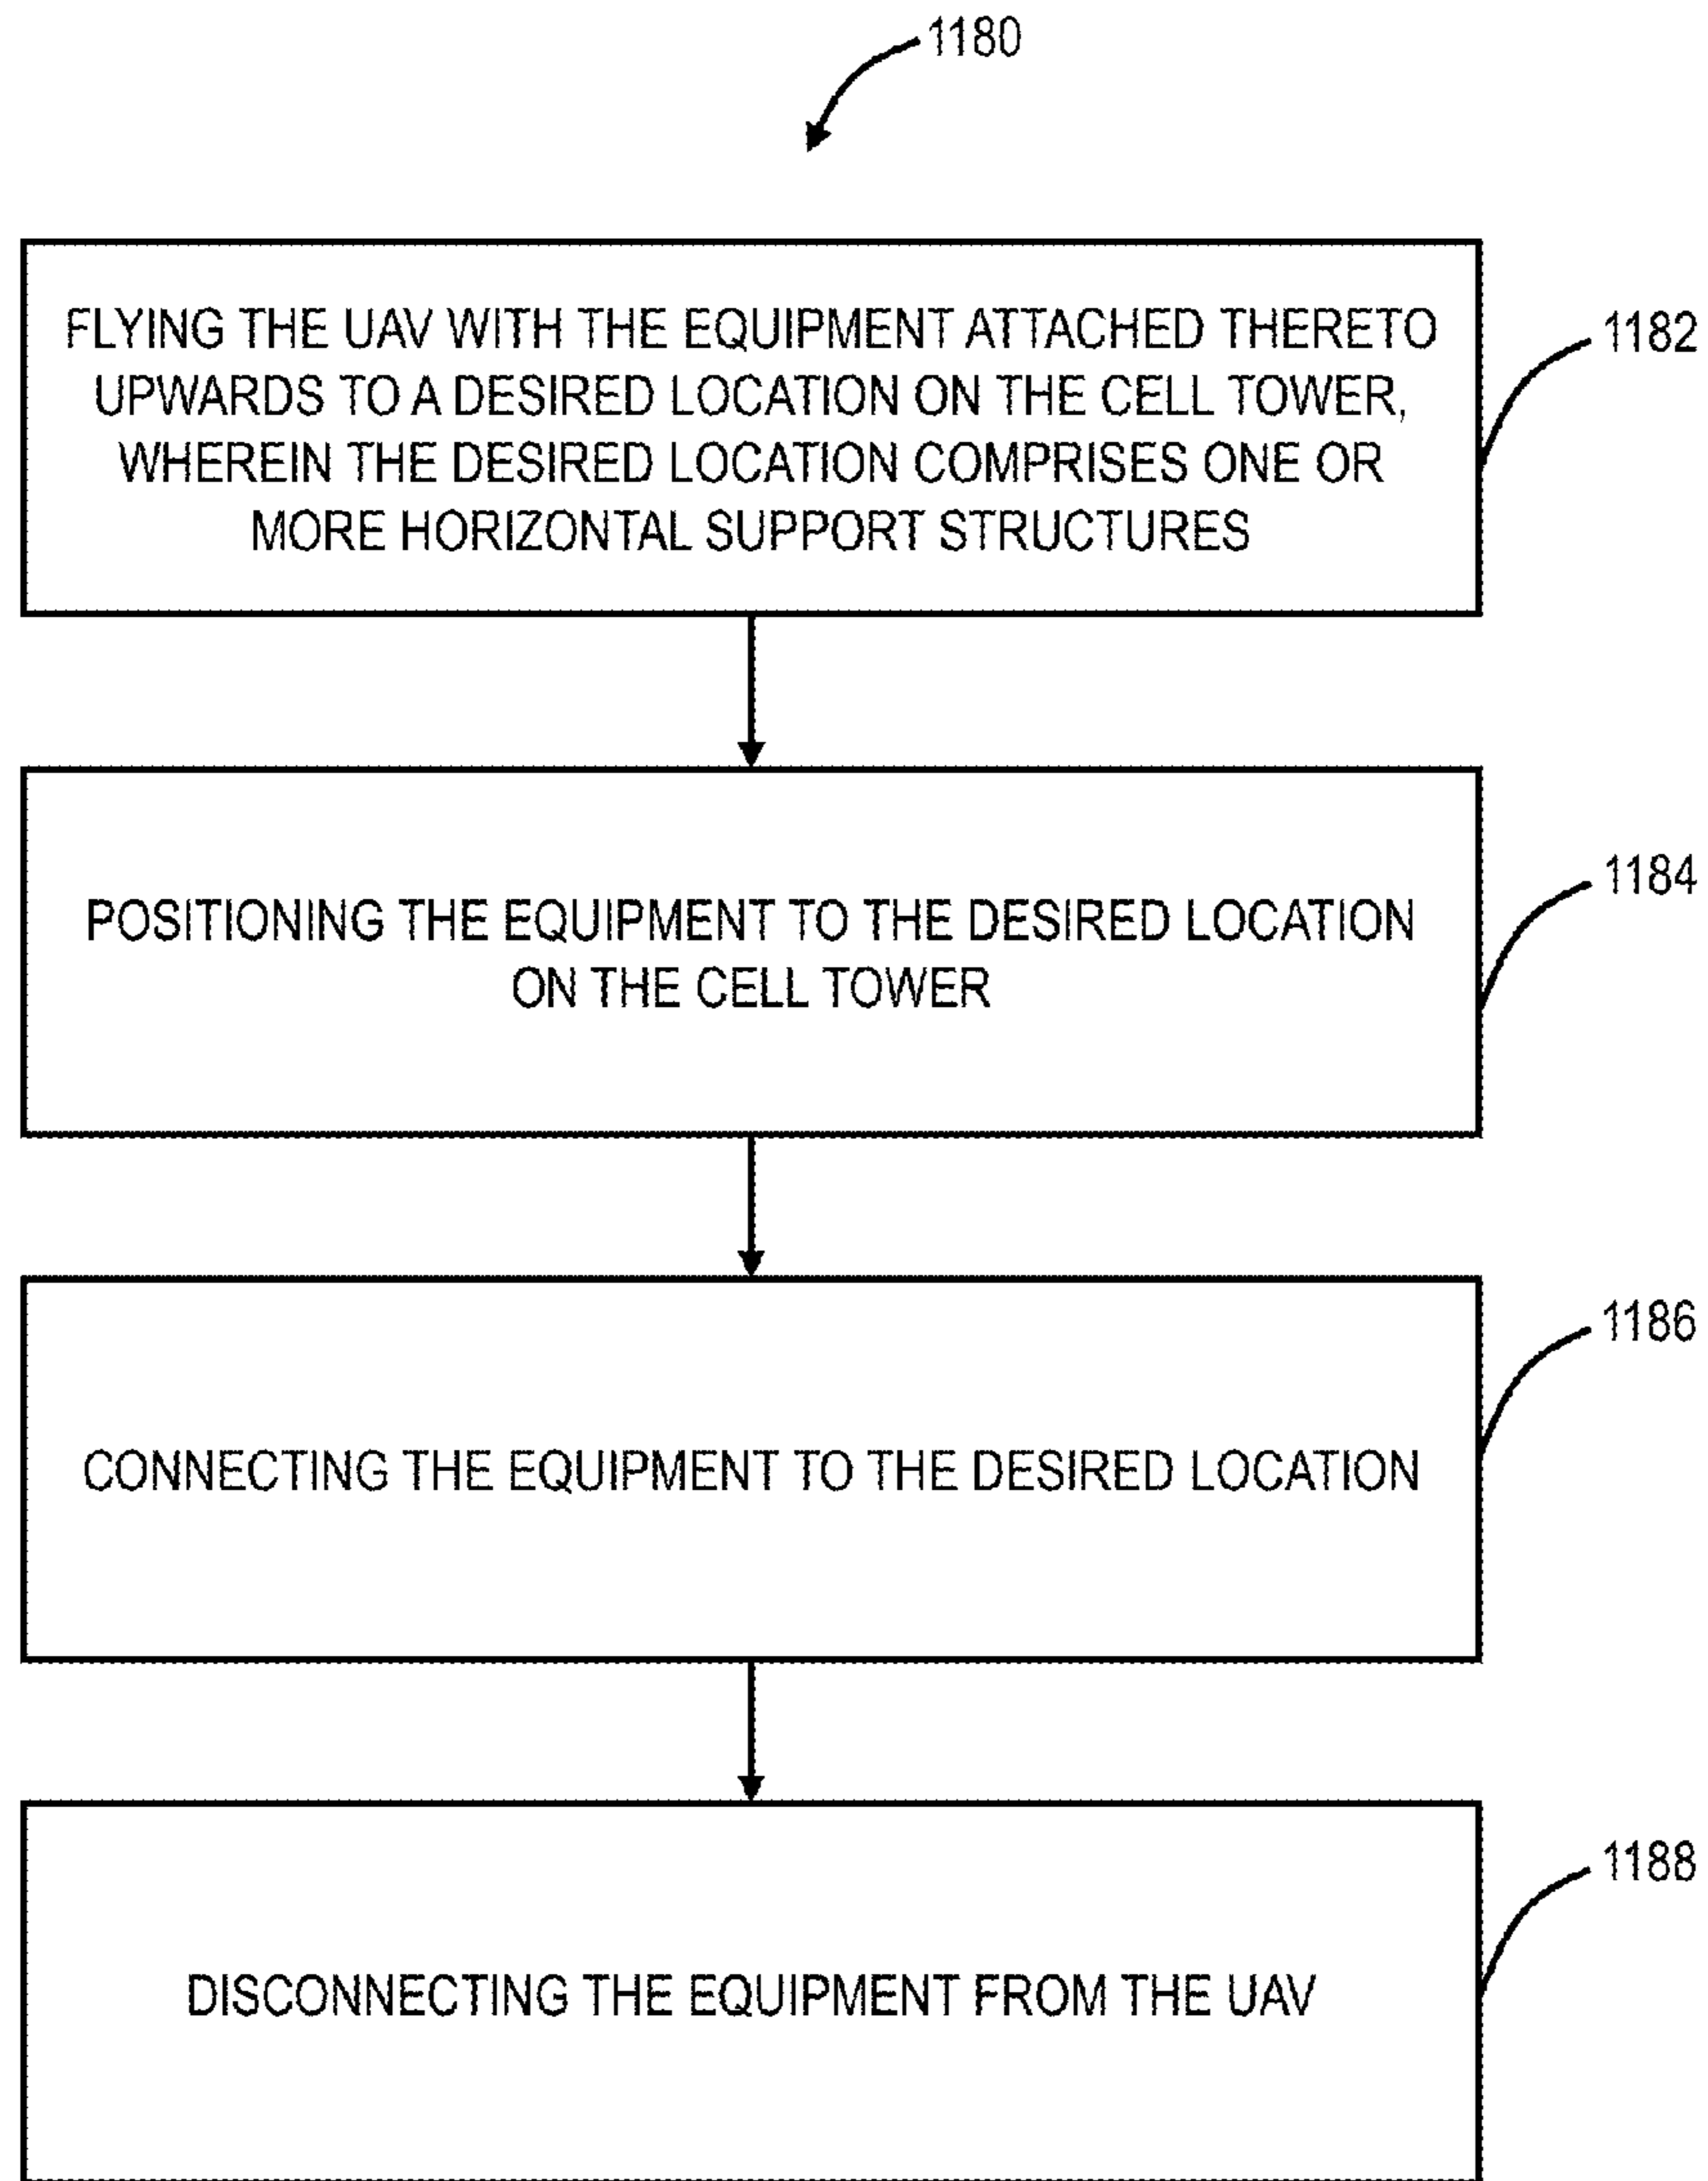 1180
FLYING THE UAV WITH THE EQUIPMENT ATTACHED THERETO
UPWARDS TO A DESIRED LOCATION ON THE CELL TOWER,
WHEREIN THE DESIRED LOCATION COMPRISES ONE OR
MORE HORIZONTAL SUPPORT STRUCTURES
1182
POSITIONING THE EQUIPMENT TO THE DESIRED LOCATION
ON THE CELL TOWER
1184
CONNECTING THE EQUIPMENT TO THE DESIRED LOCATION
1186
DISCONNECTING THE EQUIPMENT FROM THE UAV
1188